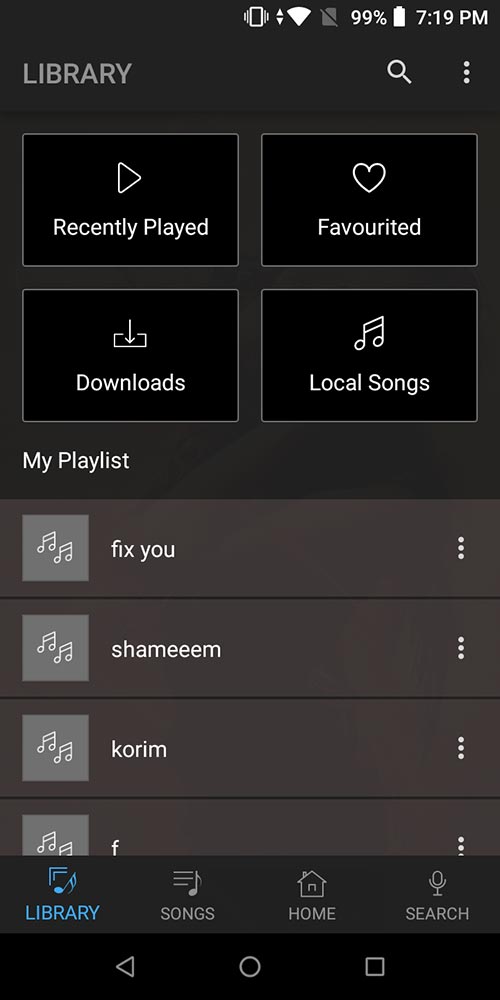 99% 7:19 PM
LIBRARY
Recently Played
Favourited
Downloads
Local Songs
My Playlist
fix you
shameeem
korim
f
LIBRARY
SONGS
HOME
SEARCH